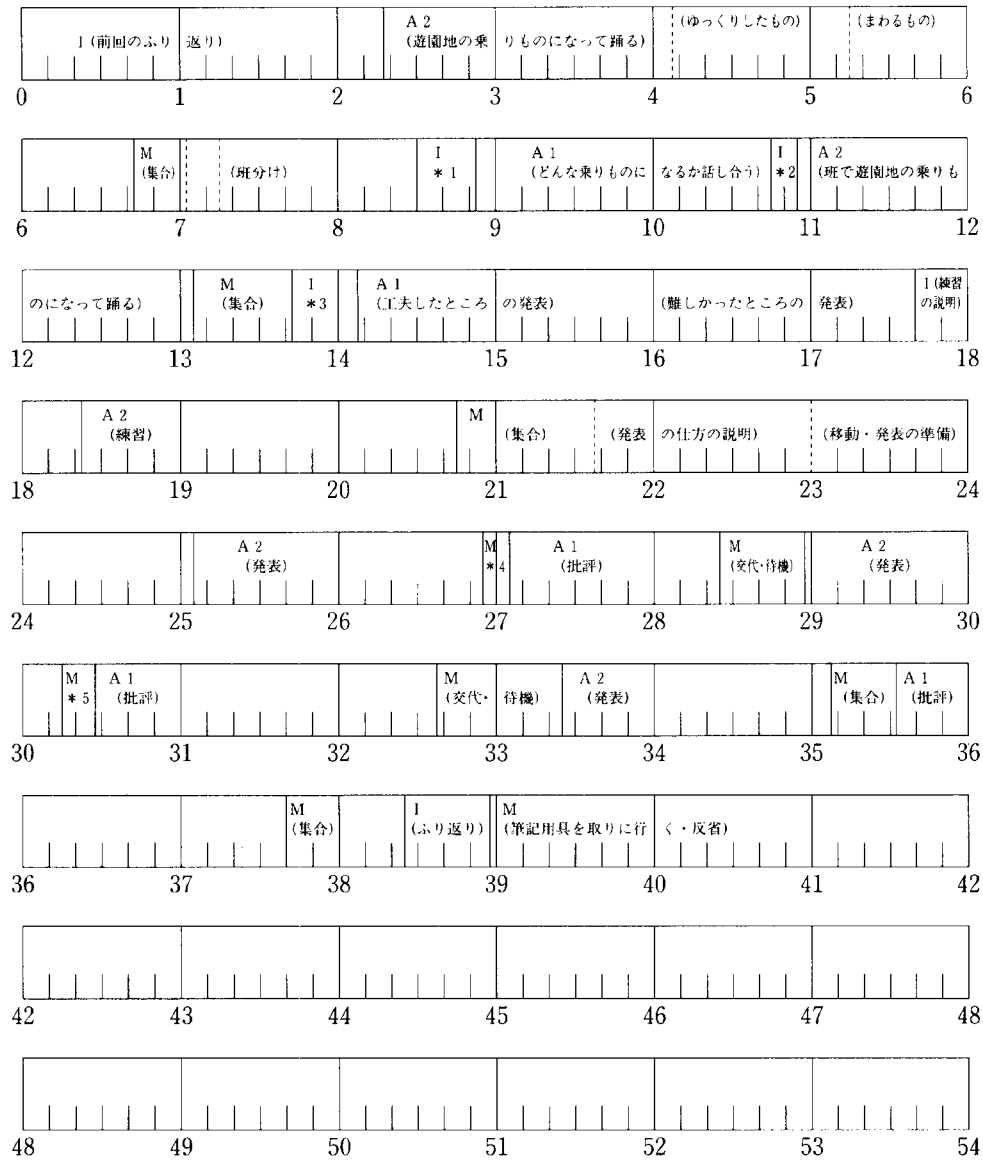 A 2 (ゆっくりしたもの) (まわるもの)
I (前回のふり返り) (遊園地の乗りものになって踊る)
0 1 2 3 4 5 6
M I A 1 I A 2
(集合) (班分け) *1 (どんな乗りものになるか話し合う) *2 (班で遊園地の乗りも
6 7 8 9 10 11 12
M I A 1 I (練習
のになって踊る) (集合) *3 (工夫したところの発表) (難しかったところの発表) の説明)
12 13 14 15 16 17 18
A 2 M
(練習) (集合) (発表の仕方の説明) (移動・発表の準備)
18 19 20 21 22 23 24
A 2 M A 1 M A 2
(発表) *4 (批評) (交代・待機) (発表)
24 25 26 27 28 29 30
M A 1 M A 2 M A 1
*5 (批評) (交代・待機) (発表) (集合) (批評)
30 31 32 33 34 35 36
M I M
(集合) (ふり返り) (筆記用具を取りに行く・反省)
36 37 38 39 40 41 42
42 43 44 45 46 47 48
48 49 50 51 52 53 54